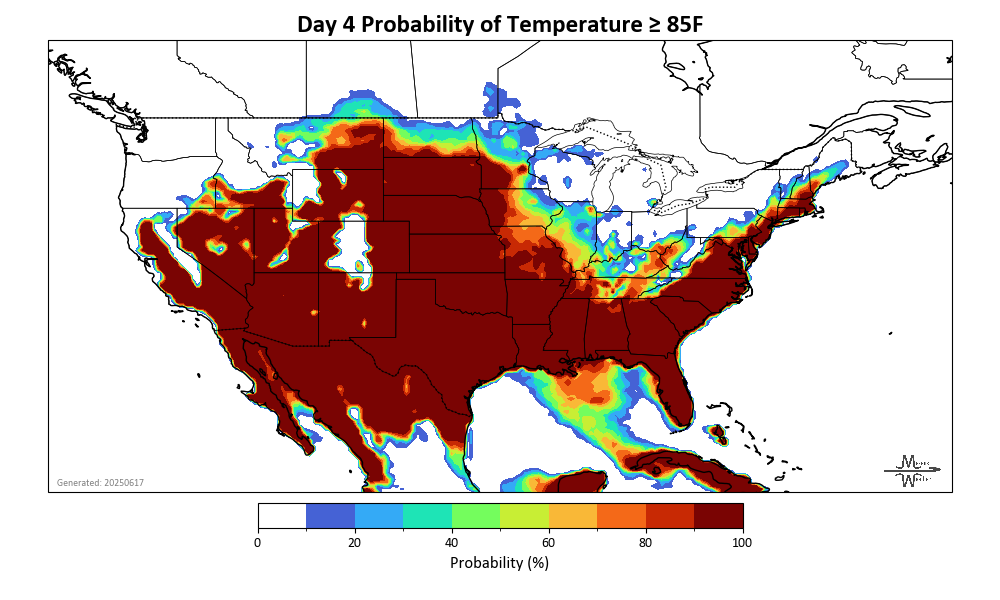 Day 4 Probability of Temperature ≥ 85F
Generated: 20250617
0 20 40 60 80 100
Probability (%)